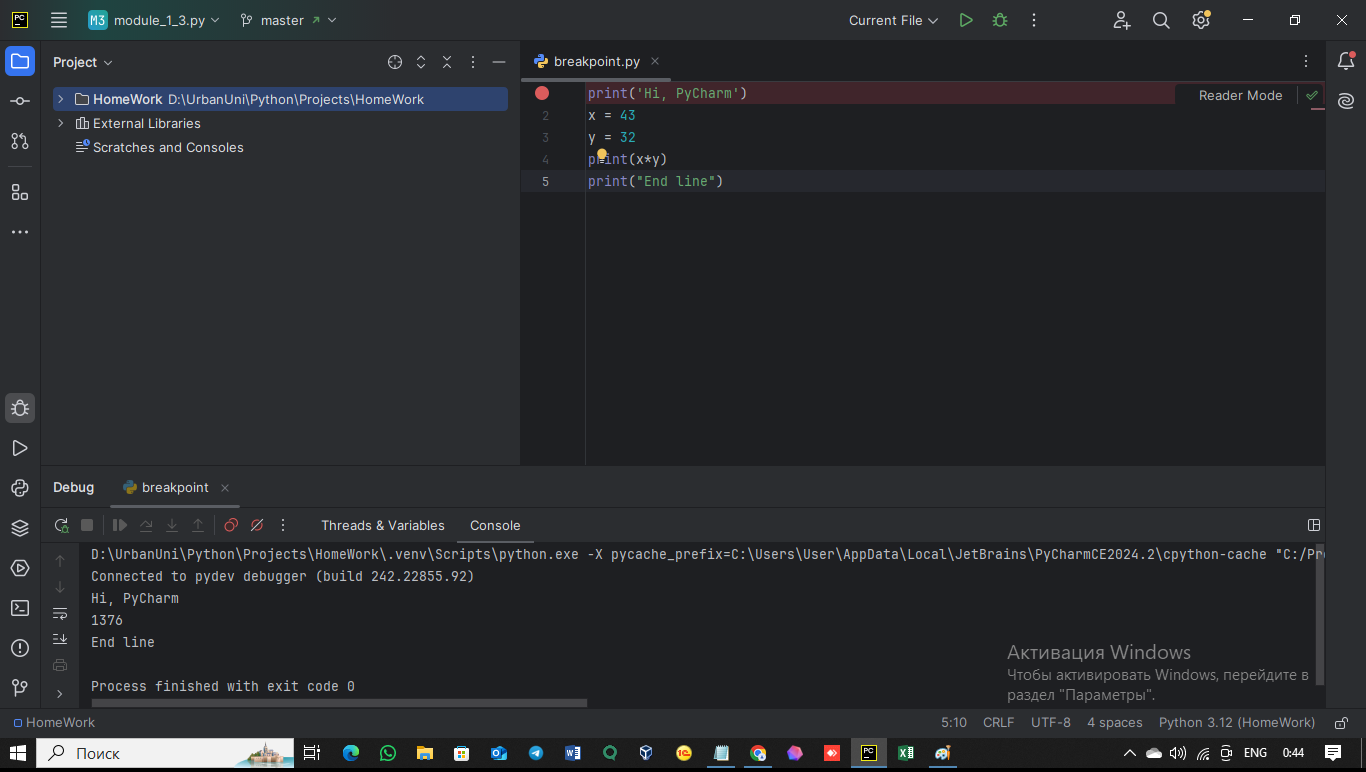 PC
M3 module_1_3.py
master
Current File
Project
HomeWork D:\UrbanUni\Python\Projects\HomeWork
External Libraries
Scratches and Consoles
breakpoint.py
Reader Mode
print('Hi, PyCharm')
2 x = 43
3 y = 32
4 print(x*y)
5 print("End line")
Debug
breakpoint
Threads & Variables
Console
D:\UrbanUni\Python\Projects\HomeWork\.venv\Scripts\python.exe -X pycache_prefix=C:\Users\User\AppData\Local\JetBrains\PyCharmCE2024.2\cpython-cache "C:/Pr
Connected to pydev debugger (build 242.22855.92)
Hi, PyCharm
1376
End line
Process finished with exit code 0
Активация Windows
Чтобы активировать Windows, перейдите в
раздел "Параметры".
HomeWork
5:10 CRLF UTF-8 4 spaces Python 3.12 (HomeWork)
Поиск
PC
ENG
0:44